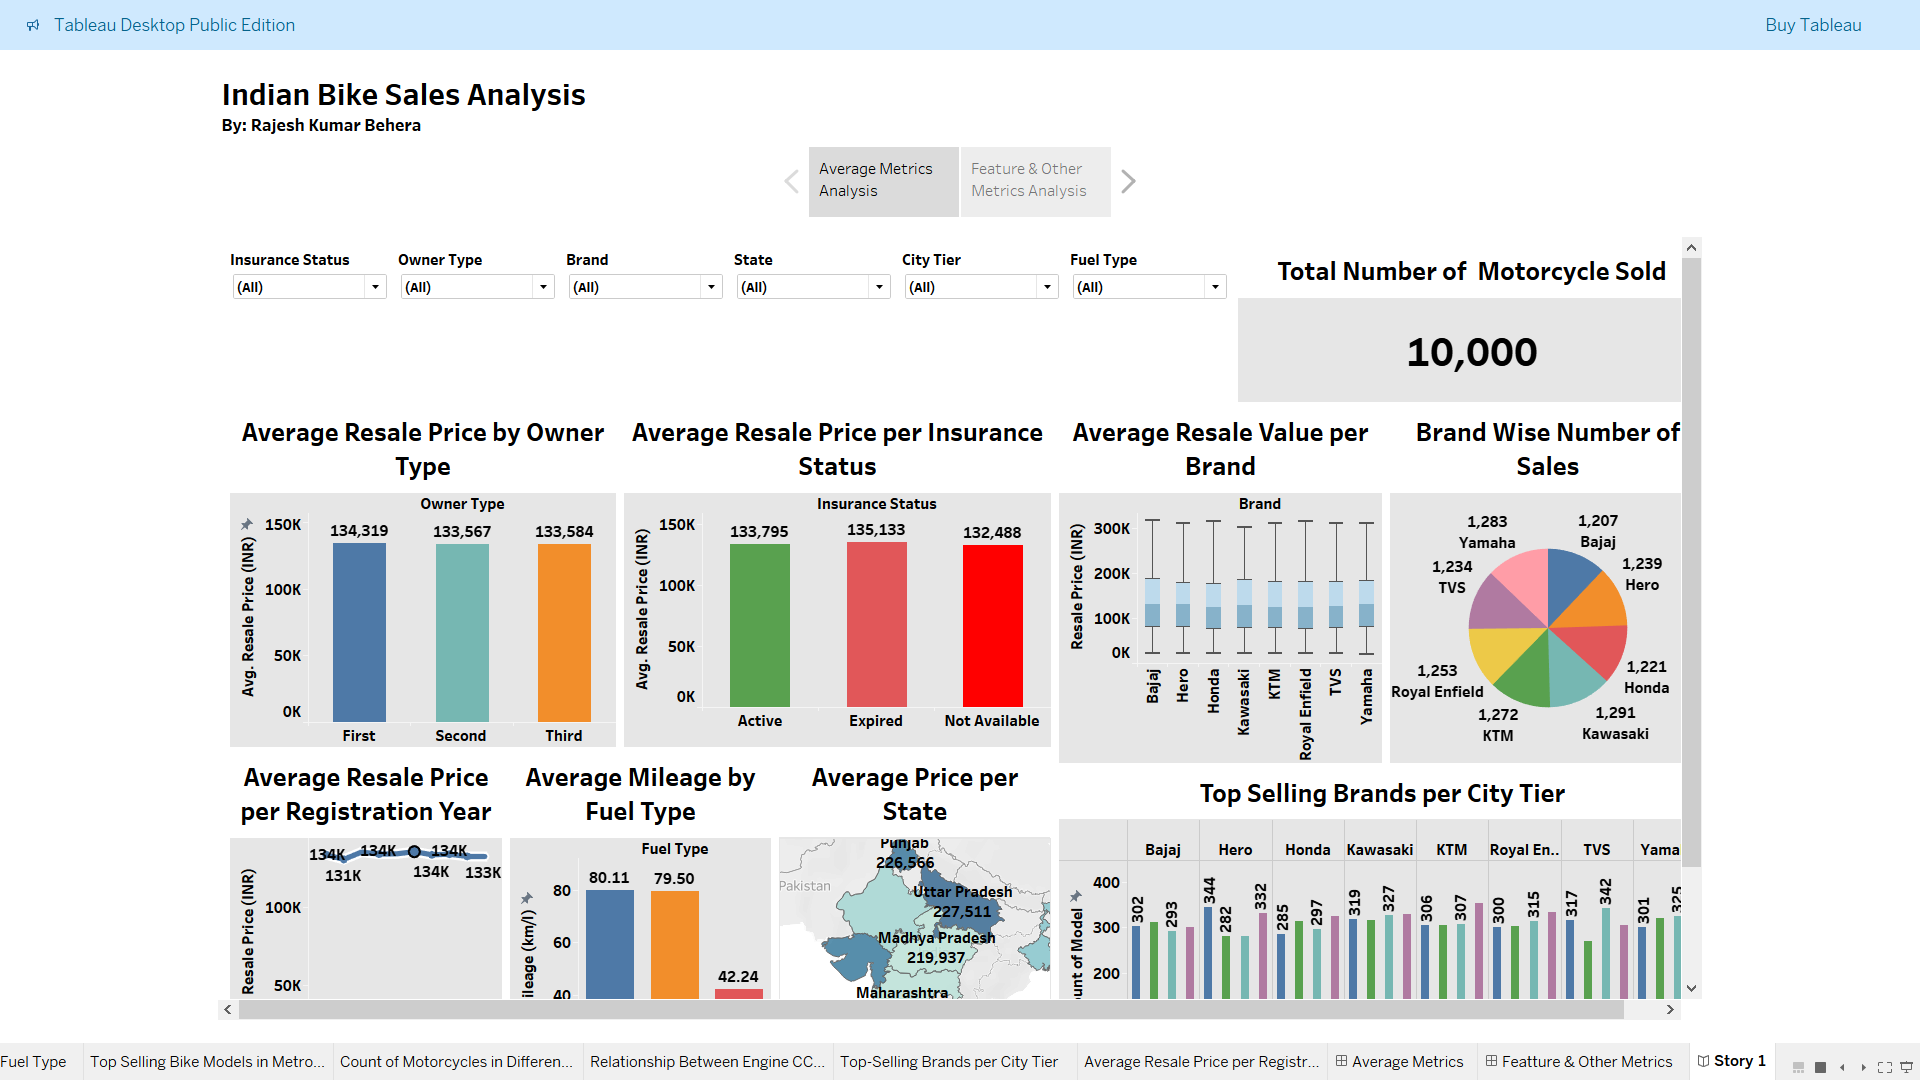 Tableau Desktop Public Edition
Buy Tableau
Indian Bike Sales Analysis
By: Rajesh Kumar Behera
Average Metrics
Analysis
Feature & Other
Metrics Analysis
Insurance Status
Owner Type
Brand
State
City Tier
Fuel Type
(All)
(All)
(All)
(All)
(All)
(All)
Total Number of Motorcycle Sold
10,000
Average Resale Price by Owner
Type
Owner Type
Avg. Resale Price (INR)
150K
100K
50K
0K
134,319
133,567
133,584
First
Second
Third
Average Resale Price per Insurance
Status
Insurance Status
Avg. Resale Price (INR)
150K
100K
50K
0K
133,795
135,133
132,488
Active
Expired
Not Available
Average Resale Value per
Brand
Brand
Resale Price (INR)
300K
200K
100K
0K
Bajaj
Hero
Honda
Kawasaki
KTM
Royal Enfield
TVS
Yamaha
Brand Wise Number of
Sales
1,283
Yamaha
1,207
Bajaj
1,234
TVS
1,239
Hero
1,253
Royal Enfield
1,221
Honda
1,272
KTM
1,291
Kawasaki
Average Resale Price
per Registration Year
Resale Price (INR)
100K
50K
134K
131K
134K
134K
134K
133K
Average Mileage by
Fuel Type
Fuel Type
ileage (km/l)
80
60
40
80.11
79.50
42.24
Average Price per
State
Pakistan
Punjab
226,566
Uttar Pradesh
227,511
Madhya Pradesh
219,937
Maharashtra
Top Selling Brands per City Tier
Bajaj
Hero
Honda
Kawasaki
KTM
Royal En..
TVS
Yama
ount of Model
400
300
200
302
293
344
282
332
285
297
319
327
306
307
300
315
317
342
301
325
Fuel Type
Top Selling Bike Models in Metro...
Count of Motorcycles in Differen...
Relationship Between Engine CC...
Top-Selling Brands per City Tier
Average Resale Price per Registr...
Average Metrics
Featture & Other Metrics
Story 1